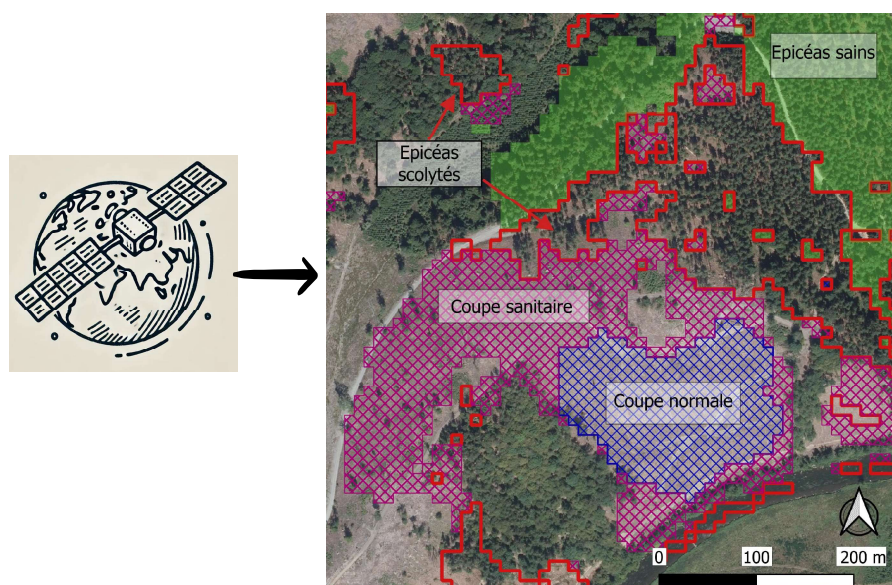 Epicéas sains
Epicéas
scolytés
Coupe sanitaire
Coupe normale
0 100 200 m